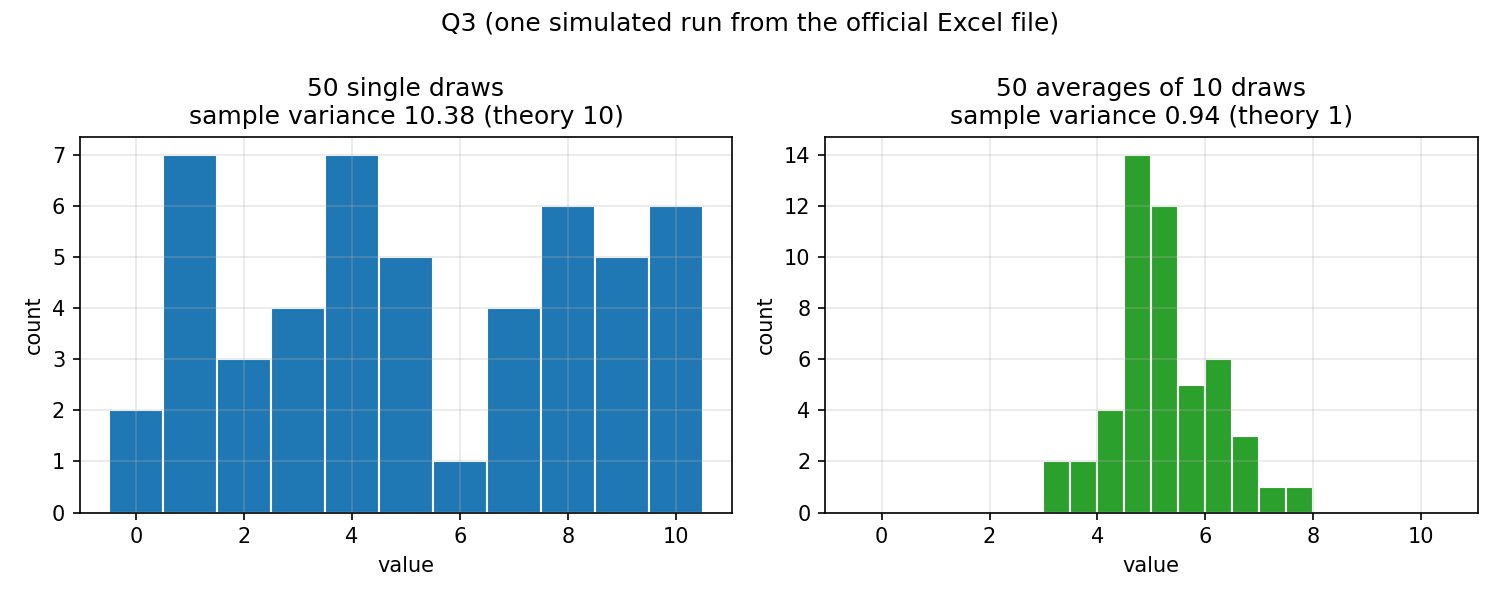 Q3 (one simulated run from the official Excel file)
50 single draws
sample variance 10.38 (theory 10)
7
6
5
4
3
2
1
0
count
0 2 4 6 8 10
value
50 averages of 10 draws
sample variance 0.94 (theory 1)
14
12
10
8
6
4
2
0
count
0 2 4 6 8 10
value